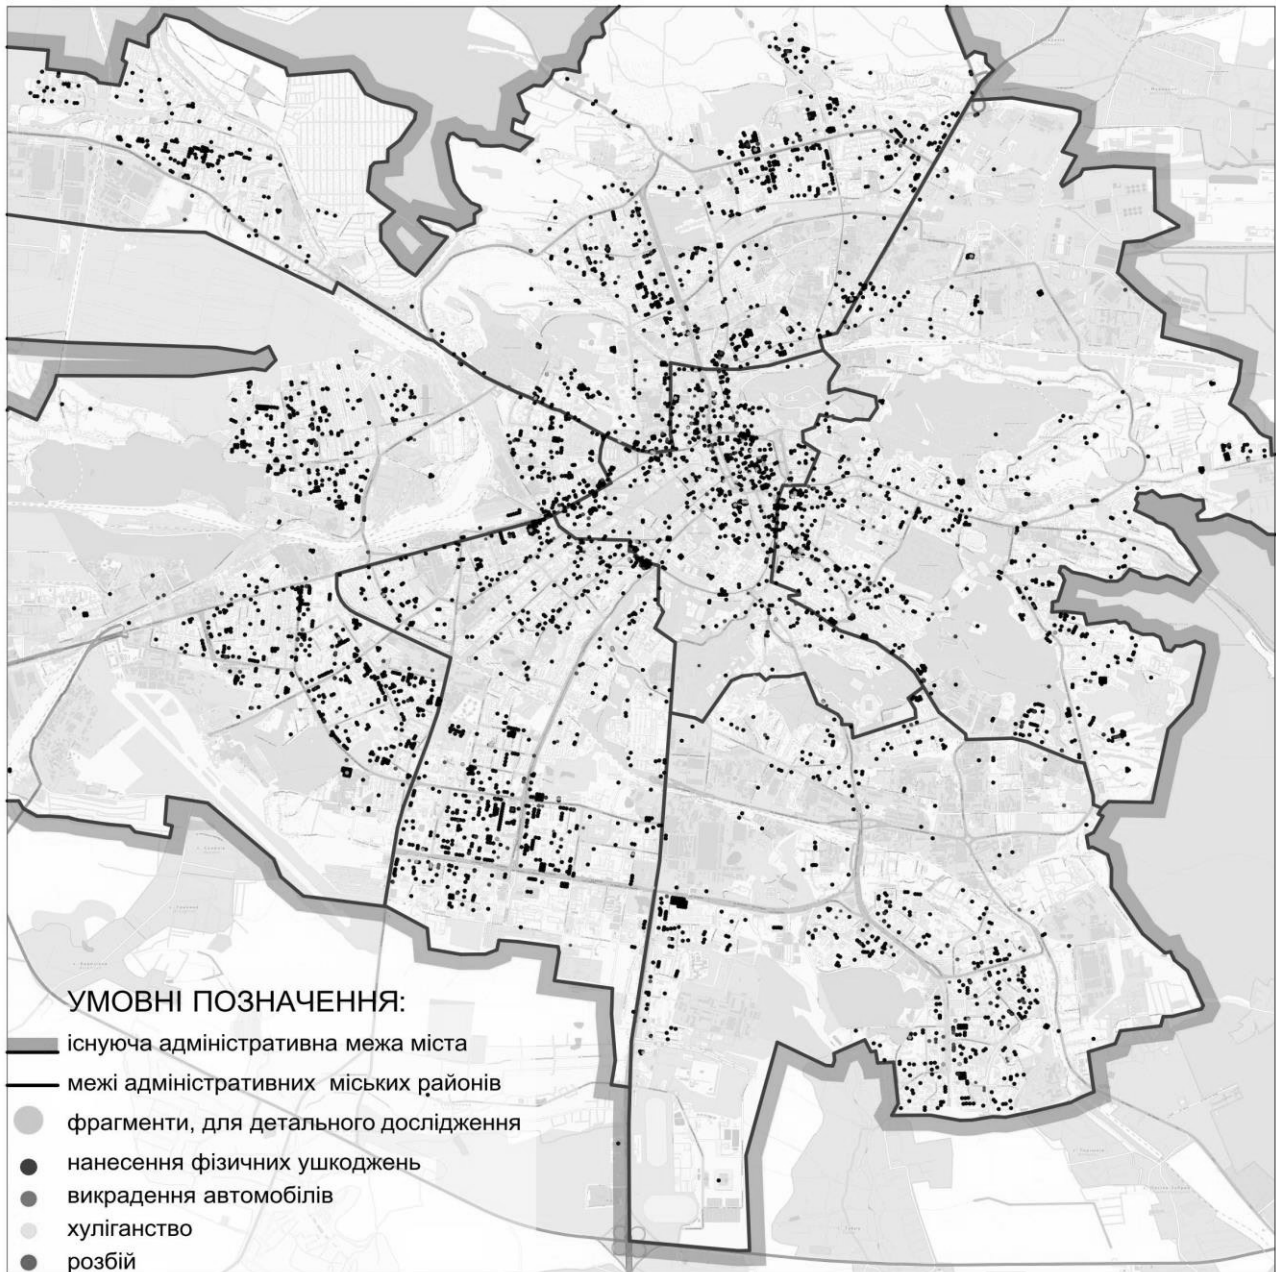 УМОВНІ ПОЗНАЧЕННЯ:
існуюча адміністративна межа міста
межі адміністративних міських районів
фрагменти, для детального дослідження
нанесення фізичних ушкоджень
викрадення автомобілів
хуліганство
розбій